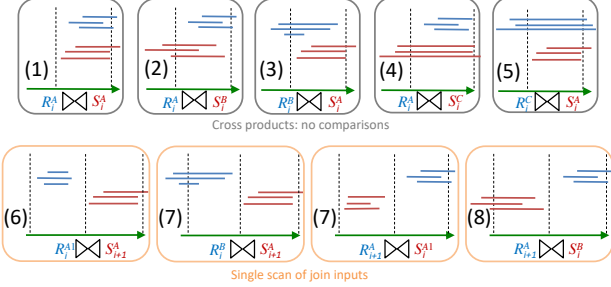 (1) (2) (3) (4) (5)
R_i^A ⋈ S_i^A R_i^A ⋈ S_i^B R_i^B ⋈ S_i^A R_i^A ⋈ S_i^C R_i^C ⋈ S_i^A
Cross products: no comparisons
(6) (7) (7) (8)
R_i^{A1} ⋈ S_{i+1}^A R_i^B ⋈ S_{i+1}^A R_{i+1}^A ⋈ S_i^{A1} R_{i+1}^A ⋈ S_i^B
Single scan of join inputs